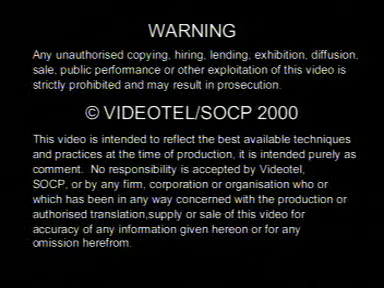 WARNING
Any unauthorised copying, hiring, lending, exhibition, diffusion,
sale, public performance or other exploitation of this video is
strictly prohibited and may result in prosecution.
© VIDEOTEL/SOCP 2000
This video is intended to reflect the best available techniques
and practices at the time of production, it is intended purely as
comment.  No responsibility is accepted by Videotel,
SOCP, or by any firm, corporation or organisation who or
which has been in any way concerned with the production or
authorised translation,supply or sale of this video for
accuracy of any information given hereon or for any
omission herefrom.